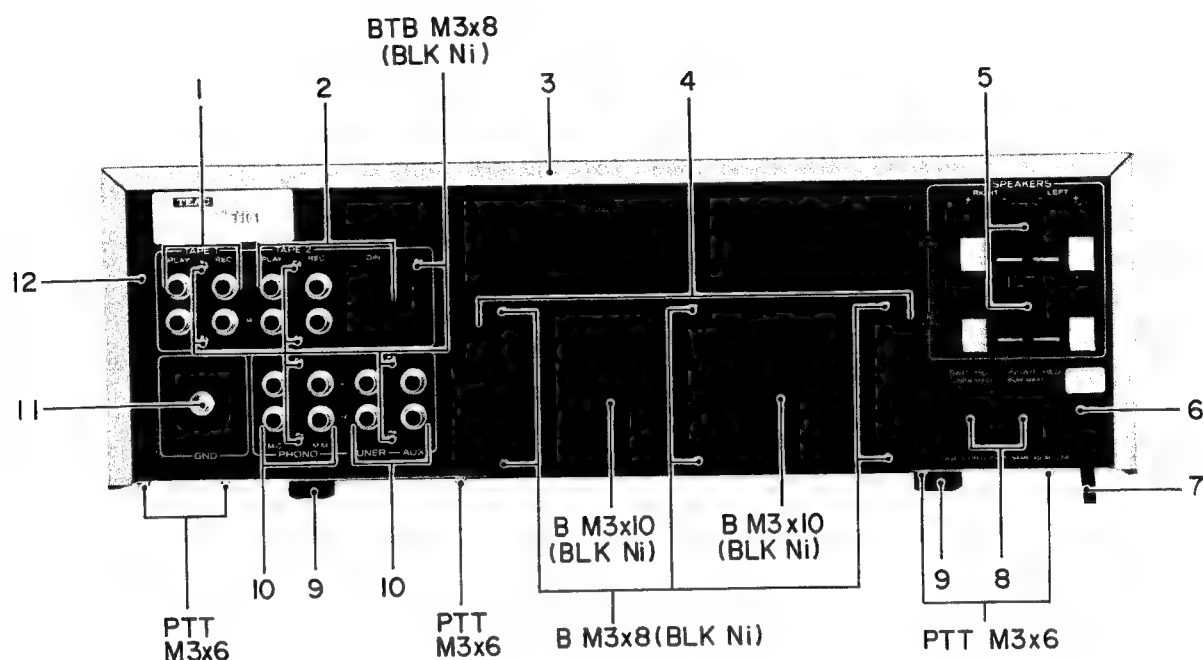 BTB M3x8
(BLK Ni)
1
2
3
4
5
SPEAKERS
RIGHT
LEFT
TEAC
TAPE 1
TAPE 2
PLAY
REC
PLAY
REC
DIN
12
11
GND
PHONO
TUNER
AUX
6
7
10
9
10
B M3x10
(BLK Ni)
B M3x10
(BLK Ni)
9
8
PTT
M3x6
PTT
M3x6
B M3x8 (BLK Ni)
PTT M3x6